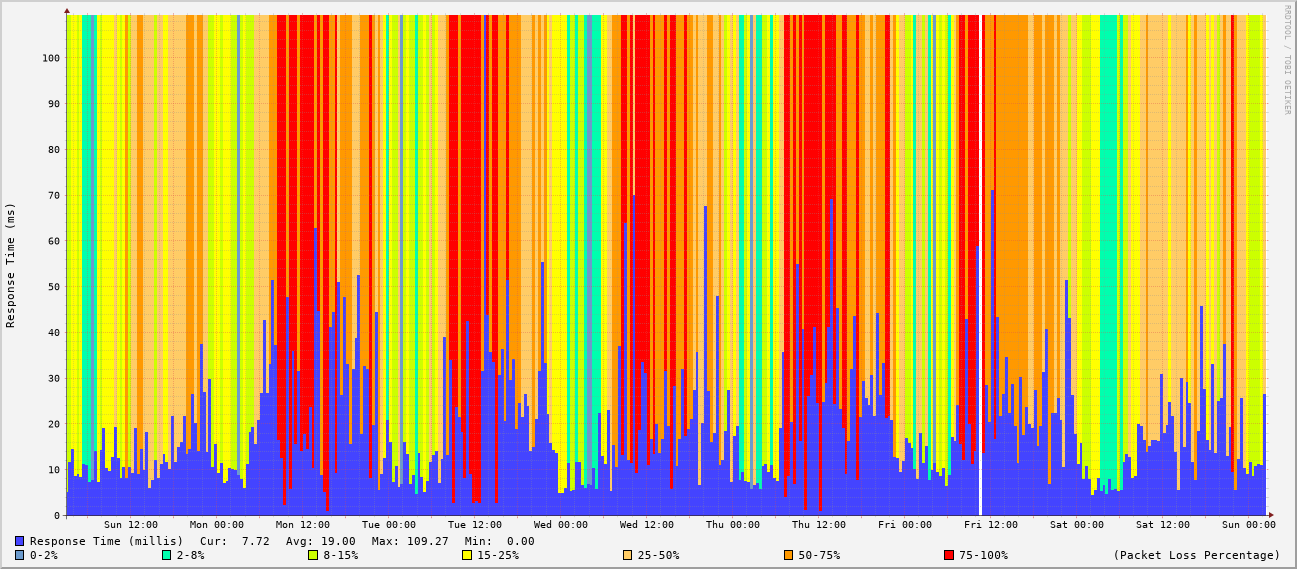 RRDTOOL / TOBI OETIKER
Response Time (ms)
100
90
80
70
60
50
40
30
20
10
0
Sun 12:00 Mon 00:00 Mon 12:00 Tue 00:00 Tue 12:00 Wed 00:00 Wed 12:00 Thu 00:00 Thu 12:00 Fri 00:00 Fri 12:00 Sat 00:00 Sat 12:00 Sun 00:00
Response Time (millis) Cur: 7.72 Avg: 19.00 Max: 109.27 Min: 0.00
0-2% 2-8% 8-15% 15-25% 25-50% 50-75% 75-100% (Packet Loss Percentage)